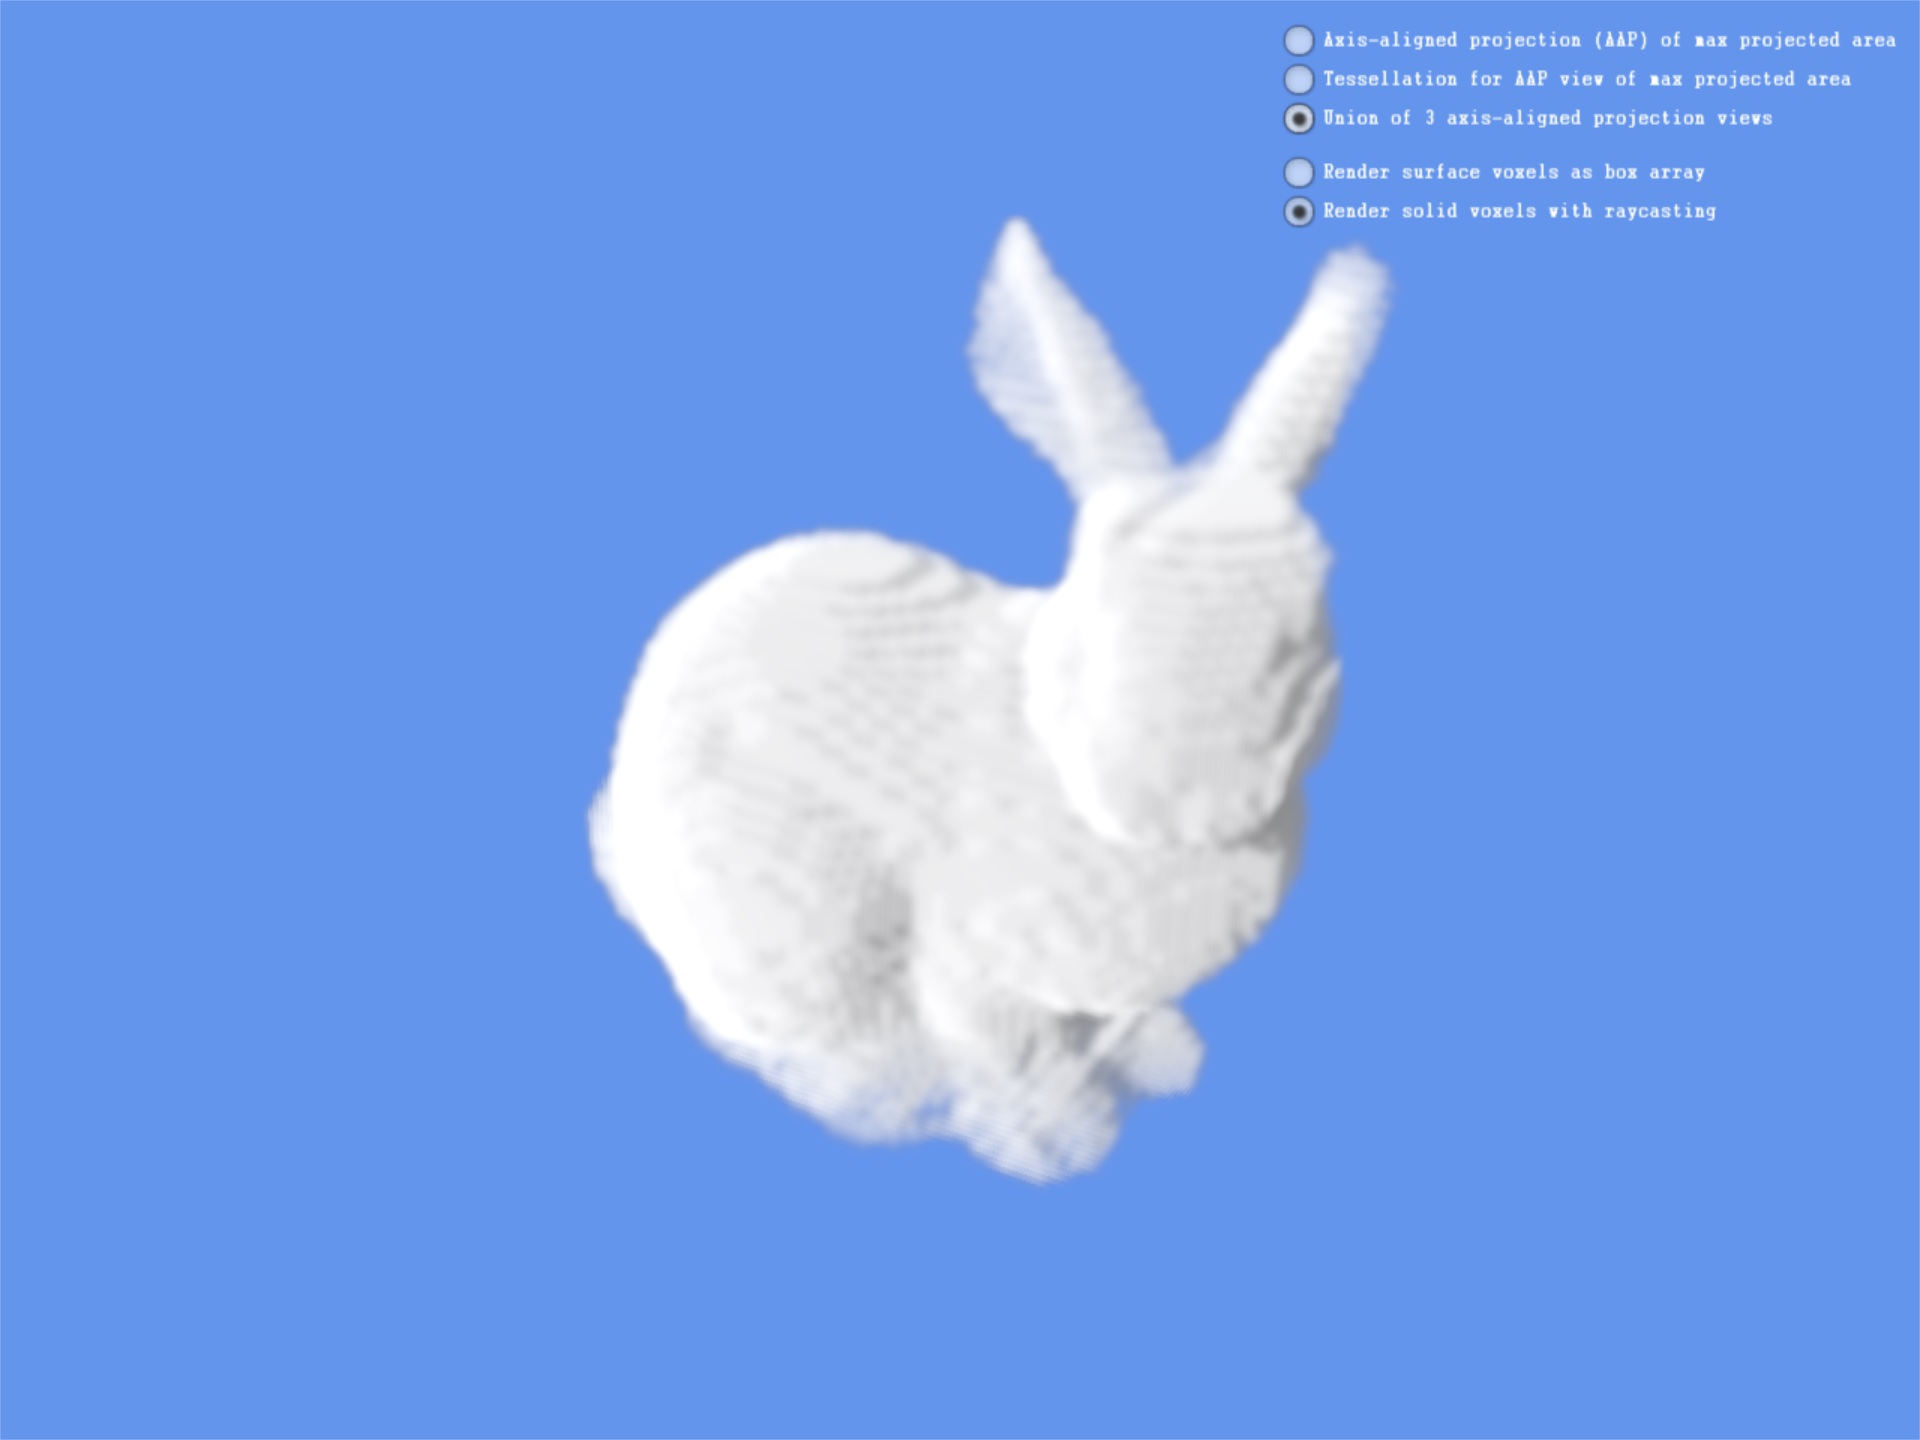 Axis-aligned projection (AAP) of max projected area
Tessellation for AAP view of max projected area
Union of 3 axis-aligned projection views
Render surface voxels as box array
Render solid voxels with raycasting